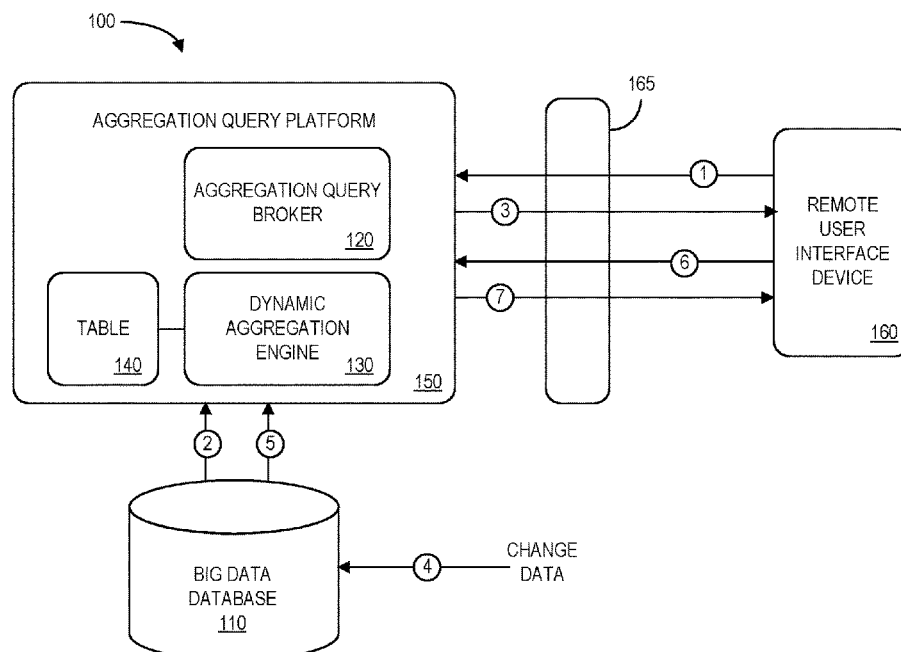 100
165
AGGREGATION QUERY PLATFORM
AGGREGATION QUERY
BROKER
120
TABLE
140
DYNAMIC
AGGREGATION
ENGINE
130
150
1
3
6
7
REMOTE
USER
INTERFACE
DEVICE
160
2
5
4
CHANGE
DATA
BIG DATA
DATABASE
110